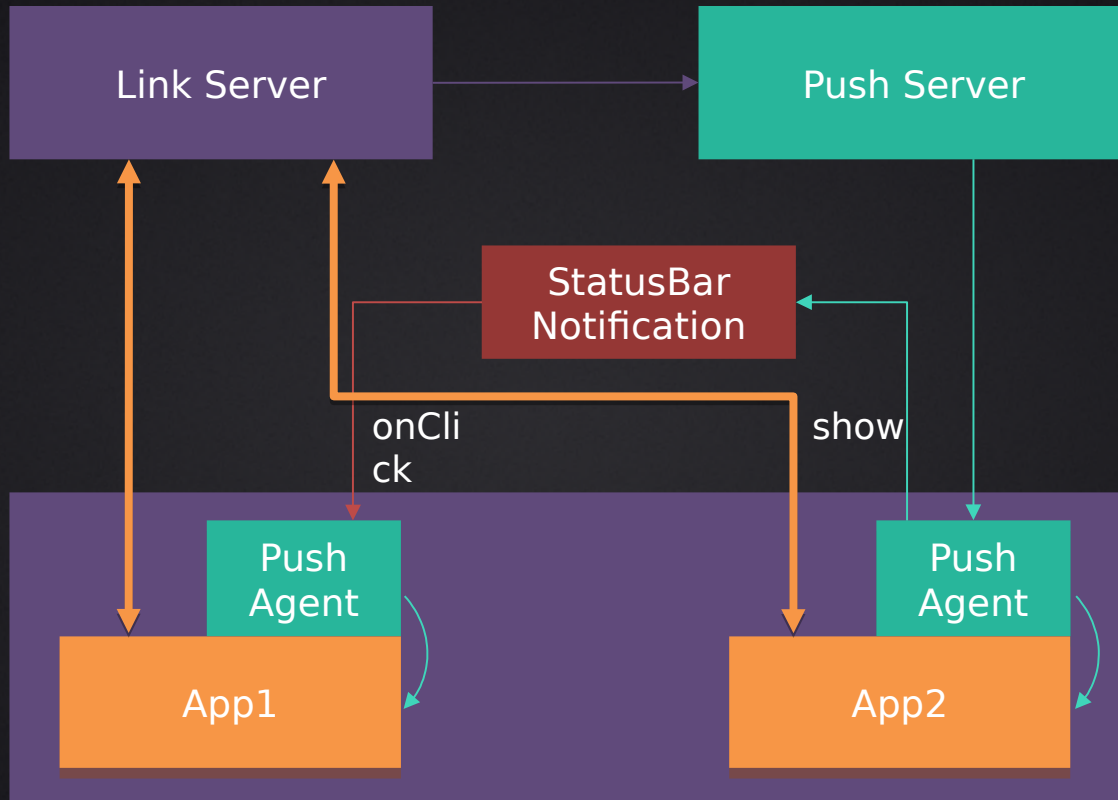 Link Server
Push Server
StatusBar
Notification
onCli
ck
show
Push
Agent
Push
Agent
App1
App2